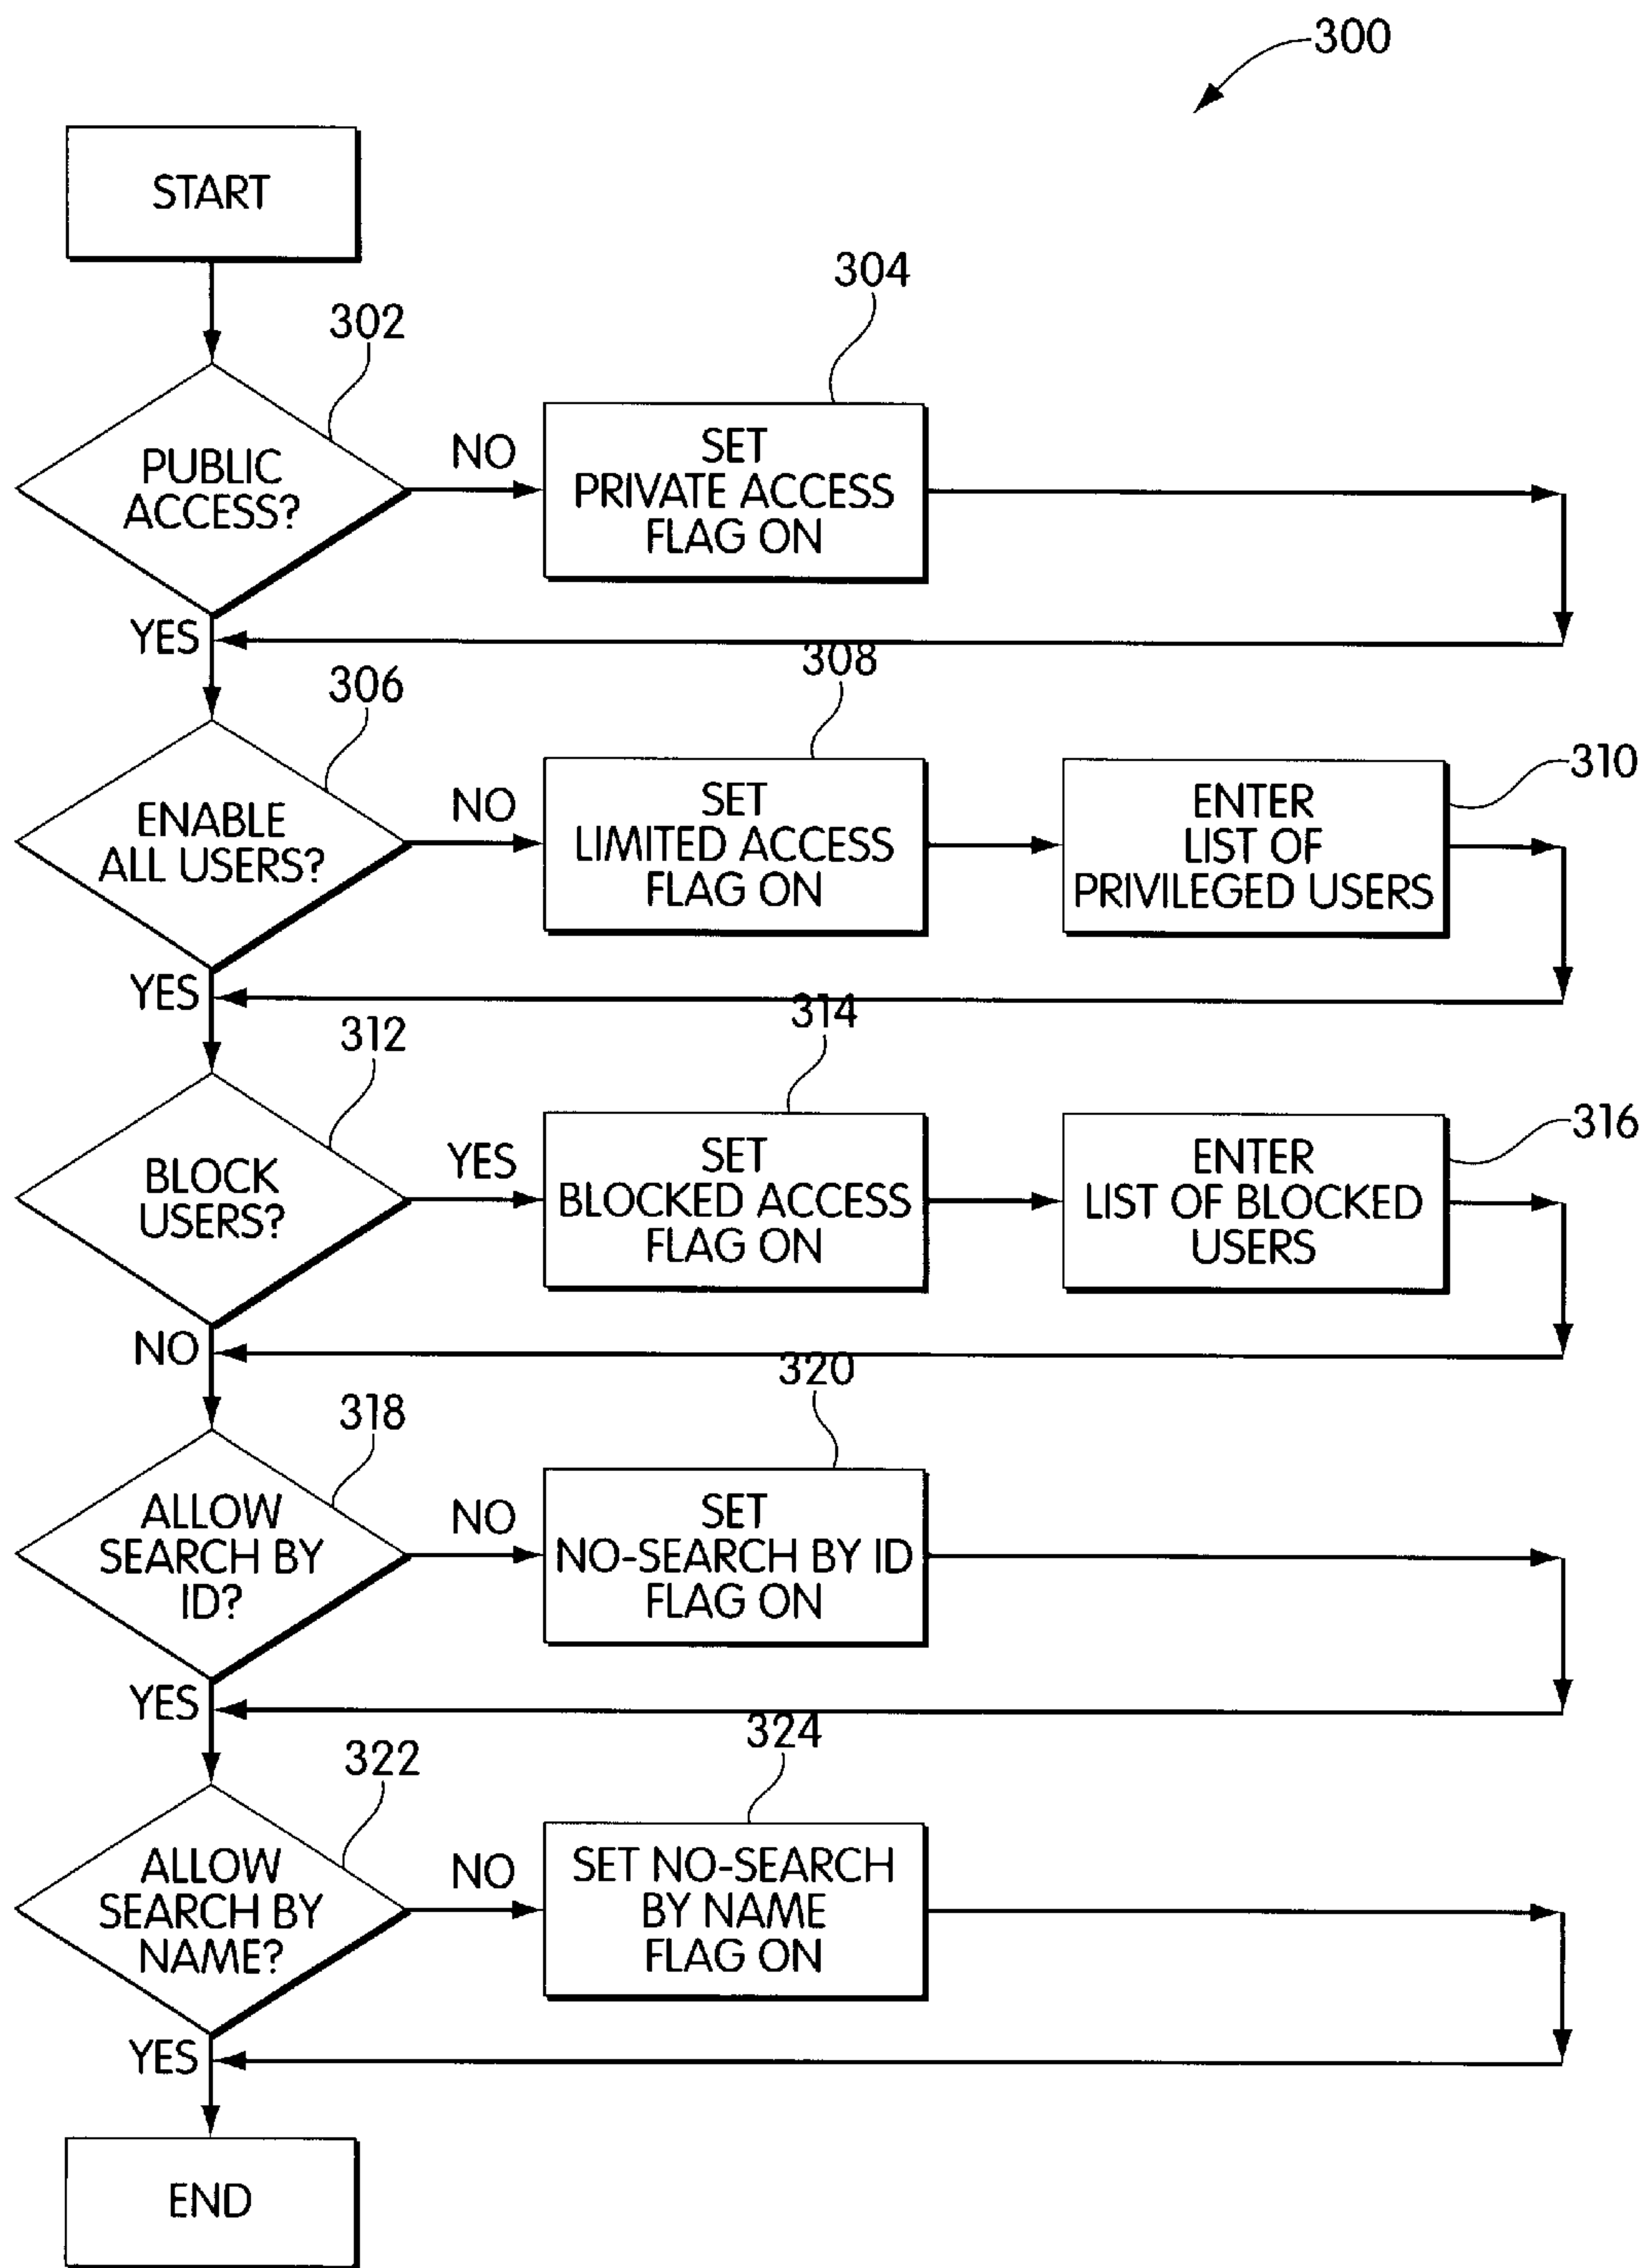 300
START
302
304
PUBLIC
ACCESS?
NO
SET
PRIVATE ACCESS
FLAG ON
YES
306
308
310
ENABLE
ALL USERS?
NO
SET
LIMITED ACCESS
FLAG ON
ENTER
LIST OF
PRIVILEGED USERS
YES
312
314
316
BLOCK
USERS?
YES
SET
BLOCKED ACCESS
FLAG ON
ENTER
LIST OF BLOCKED
USERS
NO
318
320
ALLOW
SEARCH BY
ID?
NO
SET
NO-SEARCH BY ID
FLAG ON
YES
322
324
ALLOW
SEARCH BY
NAME?
NO
SET NO-SEARCH
BY NAME
FLAG ON
YES
END